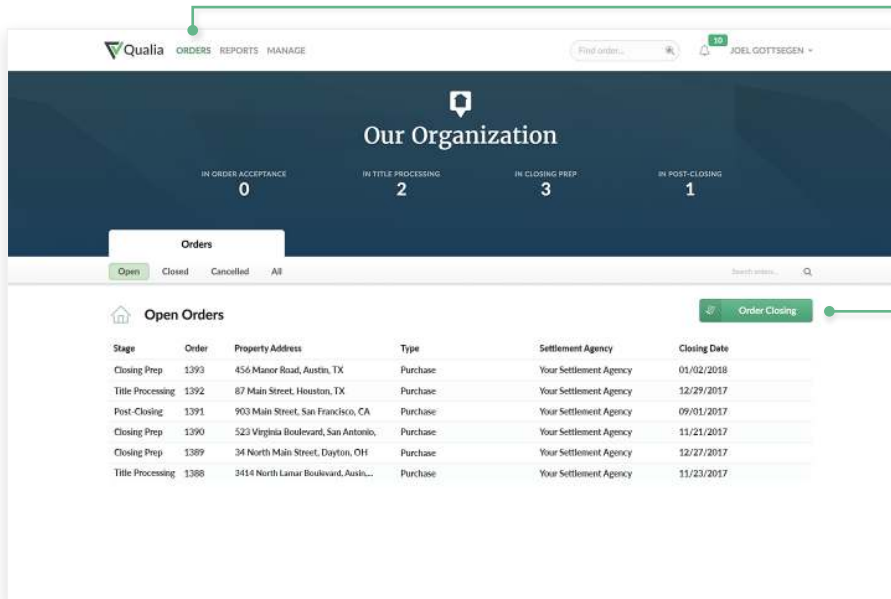 Qualia ORDERS REPORTS MANAGE Find order... 10 JOEL GOTTSEGEN
Our Organization
IN ORDER ACCEPTANCE IN TITLE PROCESSING IN CLOSING PREP IN POST-CLOSING
0 2 3 1
Orders
Open Closed Cancelled All Search orders...
Open Orders Order Closing
Stage Order Property Address Type Settlement Agency Closing Date
Closing Prep 1393 456 Manor Road, Austin, TX Purchase Your Settlement Agency 01/02/2018
Title Processing 1392 87 Main Street, Houston, TX Purchase Your Settlement Agency 12/29/2017
Post-Closing 1391 903 Main Street, San Francisco, CA Purchase Your Settlement Agency 09/01/2017
Closing Prep 1390 523 Virginia Boulevard, San Antonio, Purchase Your Settlement Agency 11/21/2017
Closing Prep 1389 34 North Main Street, Dayton, OH Purchase Your Settlement Agency 12/27/2017
Title Processing 1388 3414 North Lamar Boulevard, Ausin,... Purchase Your Settlement Agency 11/23/2017